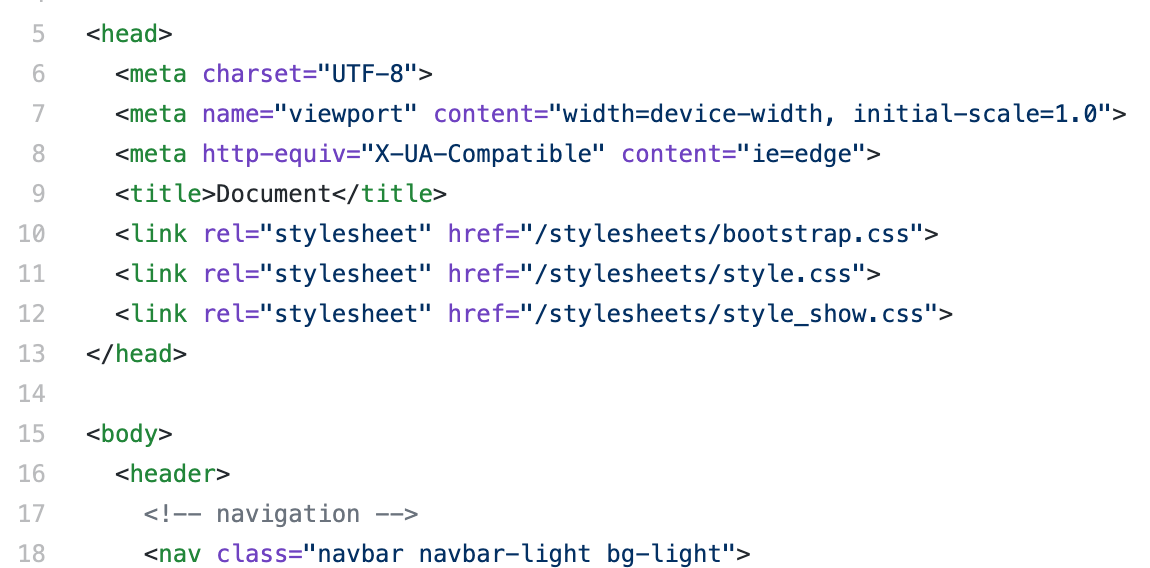 5 <head>
6 <meta charset="UTF-8">
7 <meta name="viewport" content="width=device-width, initial-scale=1.0">
8 <meta http-equiv="X-UA-Compatible" content="ie=edge">
9 <title>Document</title>
10 <link rel="stylesheet" href="/stylesheets/bootstrap.css">
11 <link rel="stylesheet" href="/stylesheets/style.css">
12 <link rel="stylesheet" href="/stylesheets/style_show.css">
13 </head>
14
15 <body>
16 <header>
17 <!-- navigation -->
18 <nav class="navbar navbar-light bg-light">